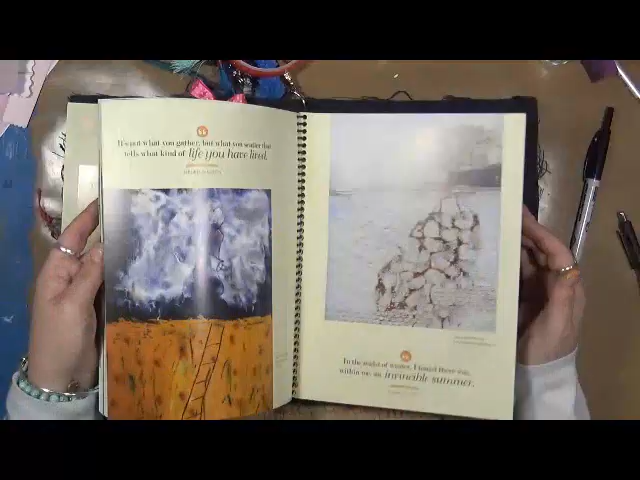 It's not what you gather, but what you scatter that
tells what kind of life you have lived.
In the midst of winter, I found there was,
within me, an invincible summer.